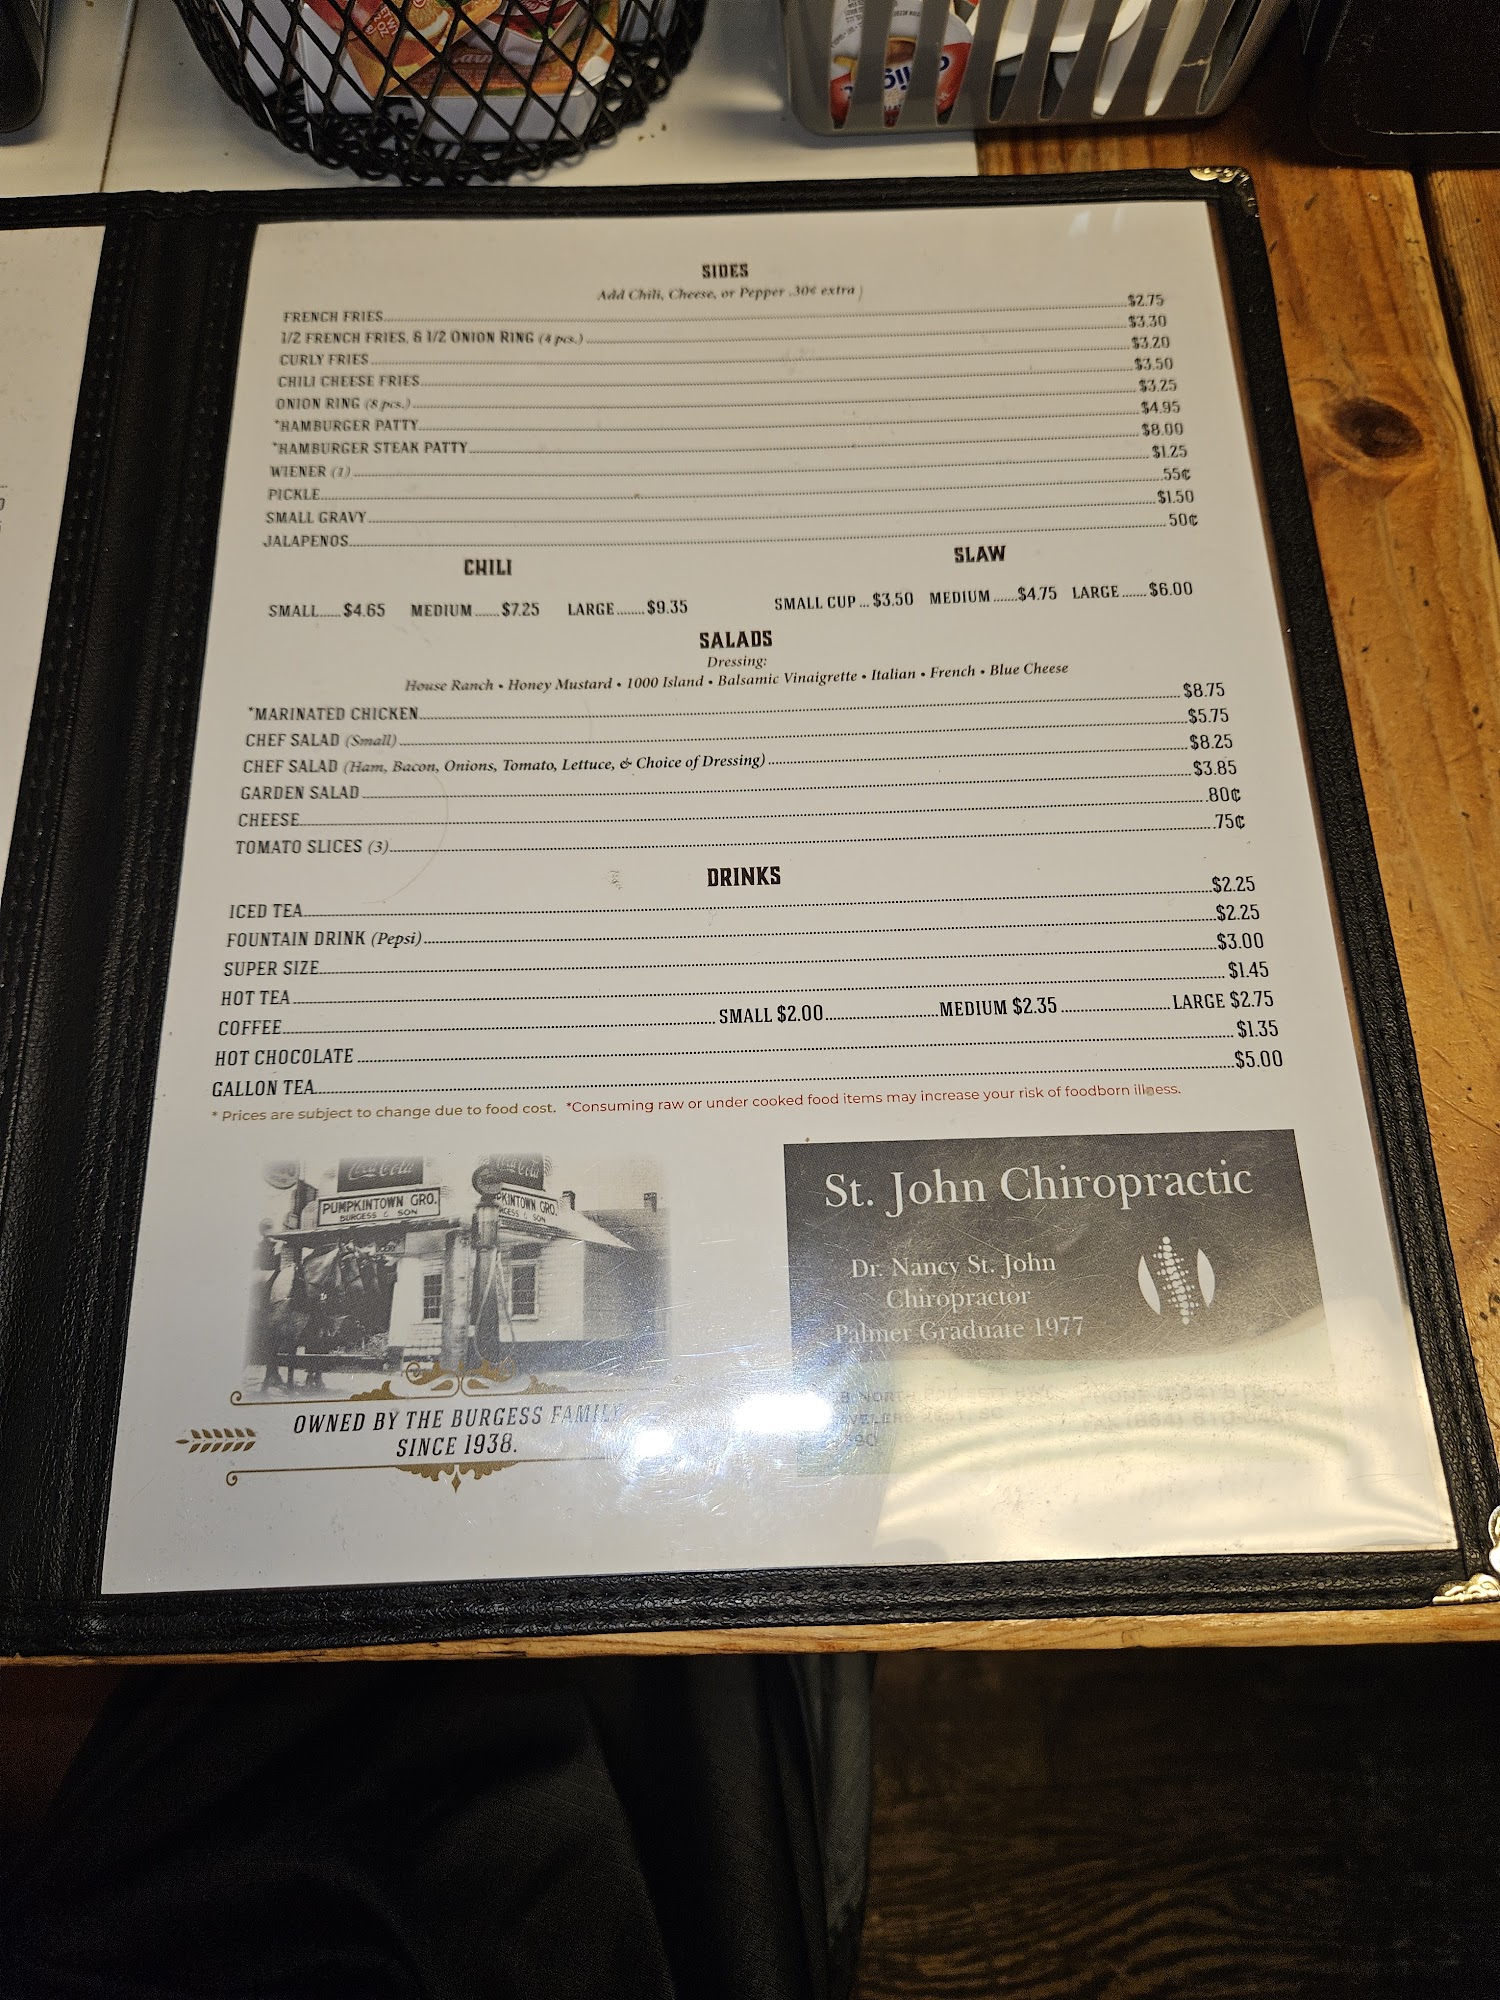 SIDES
Add Chili, Cheese, or Pepper .30¢ extra
FRENCH FRIES $2.75
1/2 FRENCH FRIES, & 1/2 ONION RING (4 pcs.) $3.30
CURLY FRIES $3.20
CHILI CHEESE FRIES $3.50
ONION RING (8 pcs.) $3.25
*HAMBURGER PATTY $4.95
*HAMBURGER STEAK PATTY $8.00
WIENER (1) $1.25
PICKLE .55¢
SMALL GRAVY $1.50
JALAPENOS .50¢
CHILI
SMALL $4.65 MEDIUM $7.25 LARGE $9.35
SLAW
SMALL CUP $3.50 MEDIUM $4.75 LARGE $6.00
SALADS
Dressing:
House Ranch • Honey Mustard • 1000 Island • Balsamic Vinaigrette • Italian • French • Blue Cheese
*MARINATED CHICKEN $8.75
CHEF SALAD (Small) $5.75
CHEF SALAD (Ham, Bacon, Onions, Tomato, Lettuce, & Choice of Dressing) $8.25
GARDEN SALAD $3.85
CHEESE .80¢
TOMATO SLICES (3) .75¢
DRINKS
ICED TEA $2.25
FOUNTAIN DRINK (Pepsi) $2.25
SUPER SIZE $3.00
HOT TEA $1.45
COFFEE SMALL $2.00 MEDIUM $2.35 LARGE $2.75
HOT CHOCOLATE $1.35
GALLON TEA $5.00
* Prices are subject to change due to food cost. *Consuming raw or under cooked food items may increase your risk of foodborn illness.
Coca-Cola
Coca-Cola
PUMPKINTOWN GRO.
BURGESS & SON
PKINTOWN GRO.
GESS & SON
OWNED BY THE BURGESS FAMILY
SINCE 1938.
St. John Chiropractic
Dr. Nancy St. John
Chiropractor
Palmer Graduate 1977